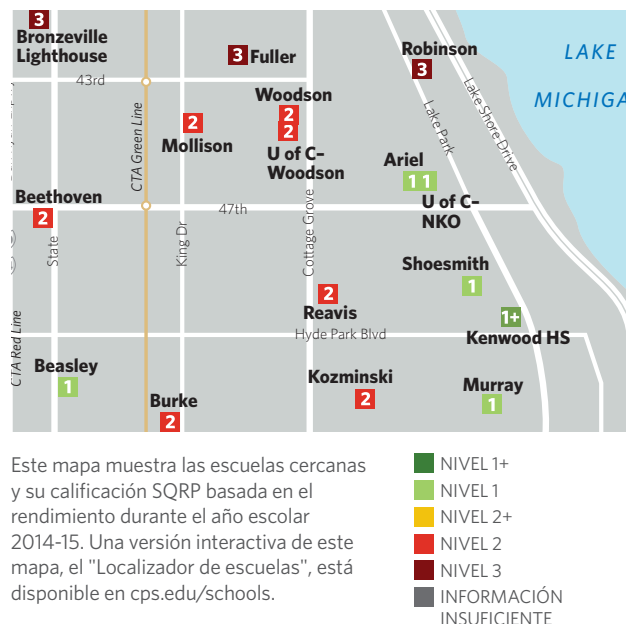 3
Bronzeville
Lighthouse
3 Fuller
Robinson
3
LAKE
MICHIGA
43rd
Woodson
2
2
U of C–
Woodson
2
Mollison
CTA Green Line
Lake Park
Lake Shore Drive
Ariel
1 1
U of C–
NKO
Beethoven
2
47th
State
King Dr
Cottage Grove
Shoesmith
1
2
Reavis
1+
Kenwood HS
Hyde Park Blvd
CTA Red Line
Beasley
1
Burke
2
Kozminski
2
Murray
1
Este mapa muestra las escuelas cercanas
y su calificación SQRP basada en el
rendimiento durante el año escolar
2014-15. Una versión interactiva de este
mapa, el "Localizador de escuelas", está
disponible en cps.edu/schools.
NIVEL 1+
NIVEL 1
NIVEL 2+
NIVEL 2
NIVEL 3
INFORMACIÓN
INSUFICIENTE